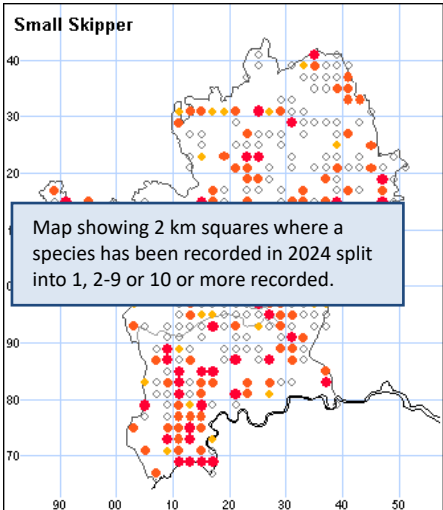 Small Skipper
40
30
20
Map showing 2 km squares where a
species has been recorded in 2024 split
into 1, 2-9 or 10 or more recorded.
90
80
70
90 00 10 20 30 40 50